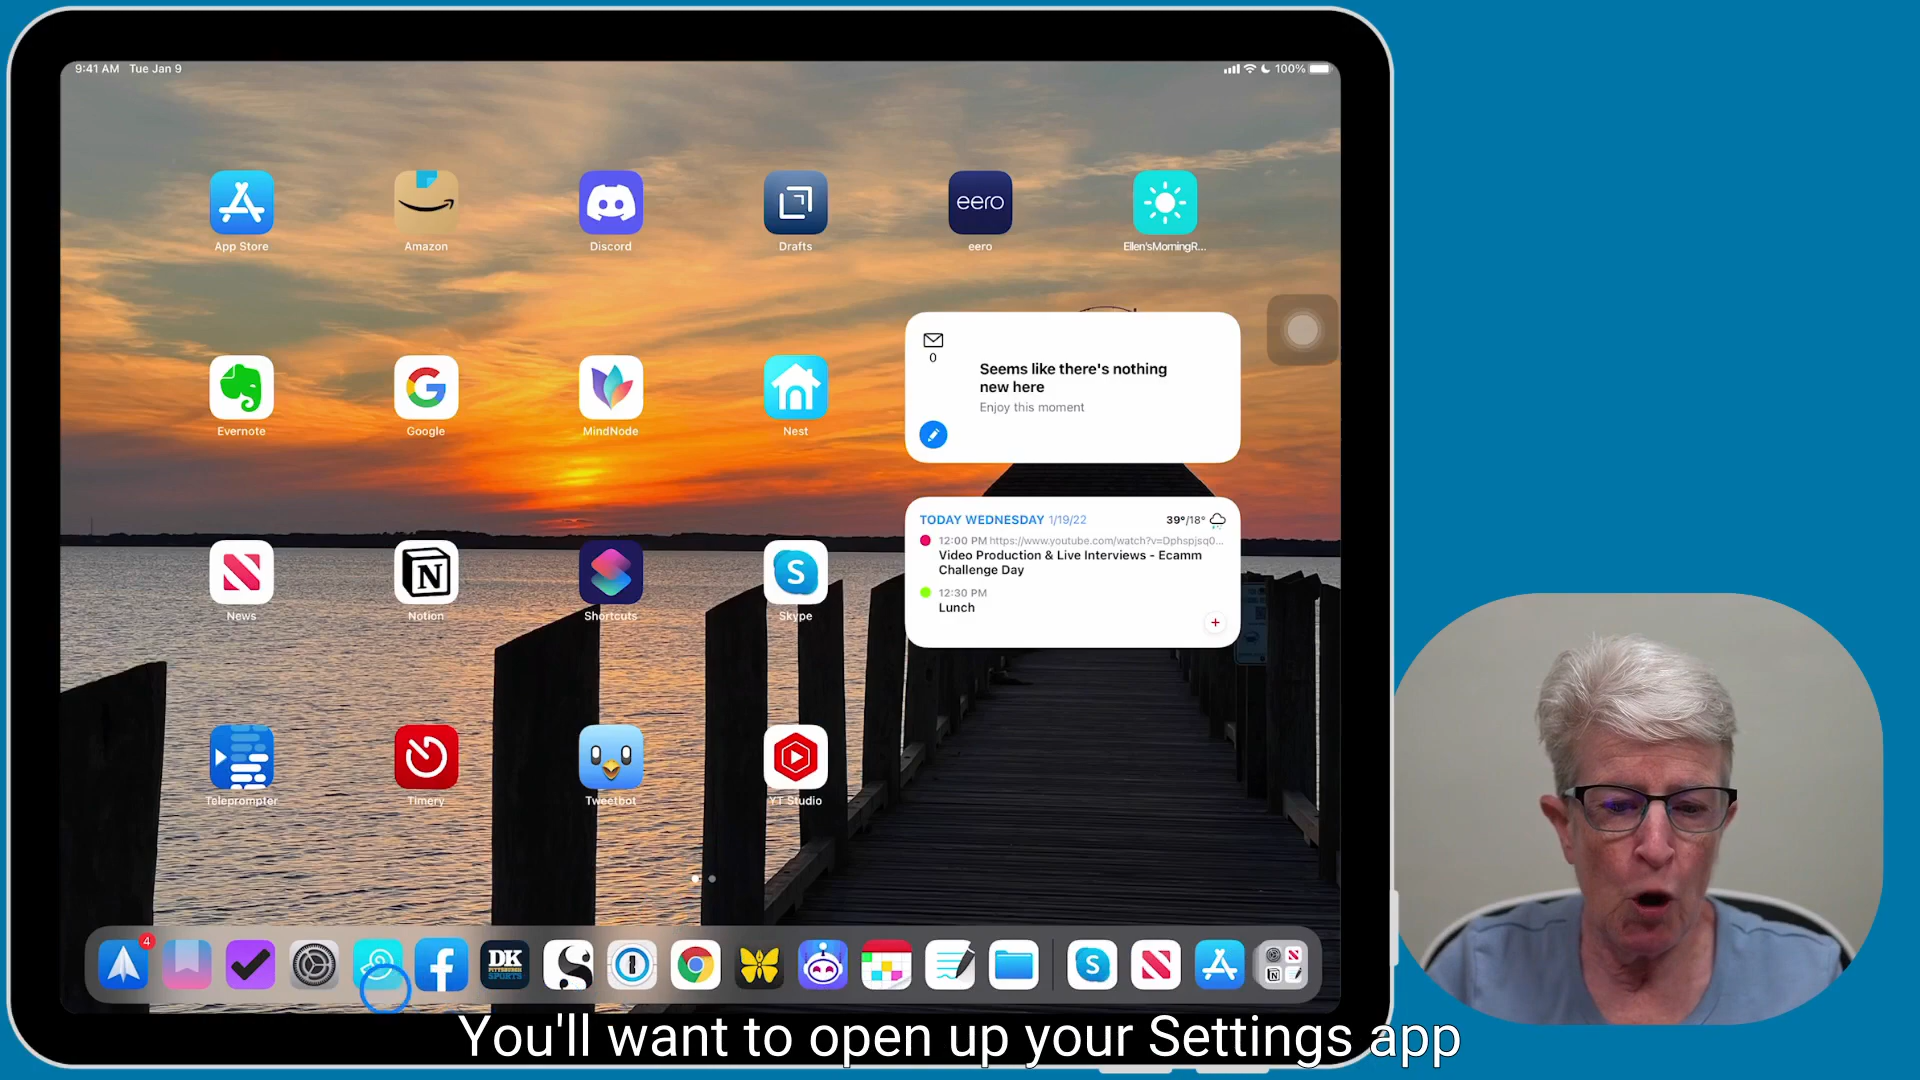 9:41 AM Tue Jan 9
100%
App Store
Amazon
Discord
Drafts
eero
eero
Ellen'sMorningR...
0
Seems like there's nothing
new here
Enjoy this moment
Evernote
Google
MindNode
Nest
TODAY WEDNESDAY 1/19/22
39°/18°
12:00 PM https://www.youtube.com/watch?v=Dphspjsq0...
Video Production & Live Interviews - Ecamm
Challenge Day
12:30 PM
Lunch
News
Notion
Shortcuts
Skype
Teleprompter
Timery
Tweetbot
YT Studio
4
DK
PITTSBURGH
SPORTS
You'll want to open up your Settings app